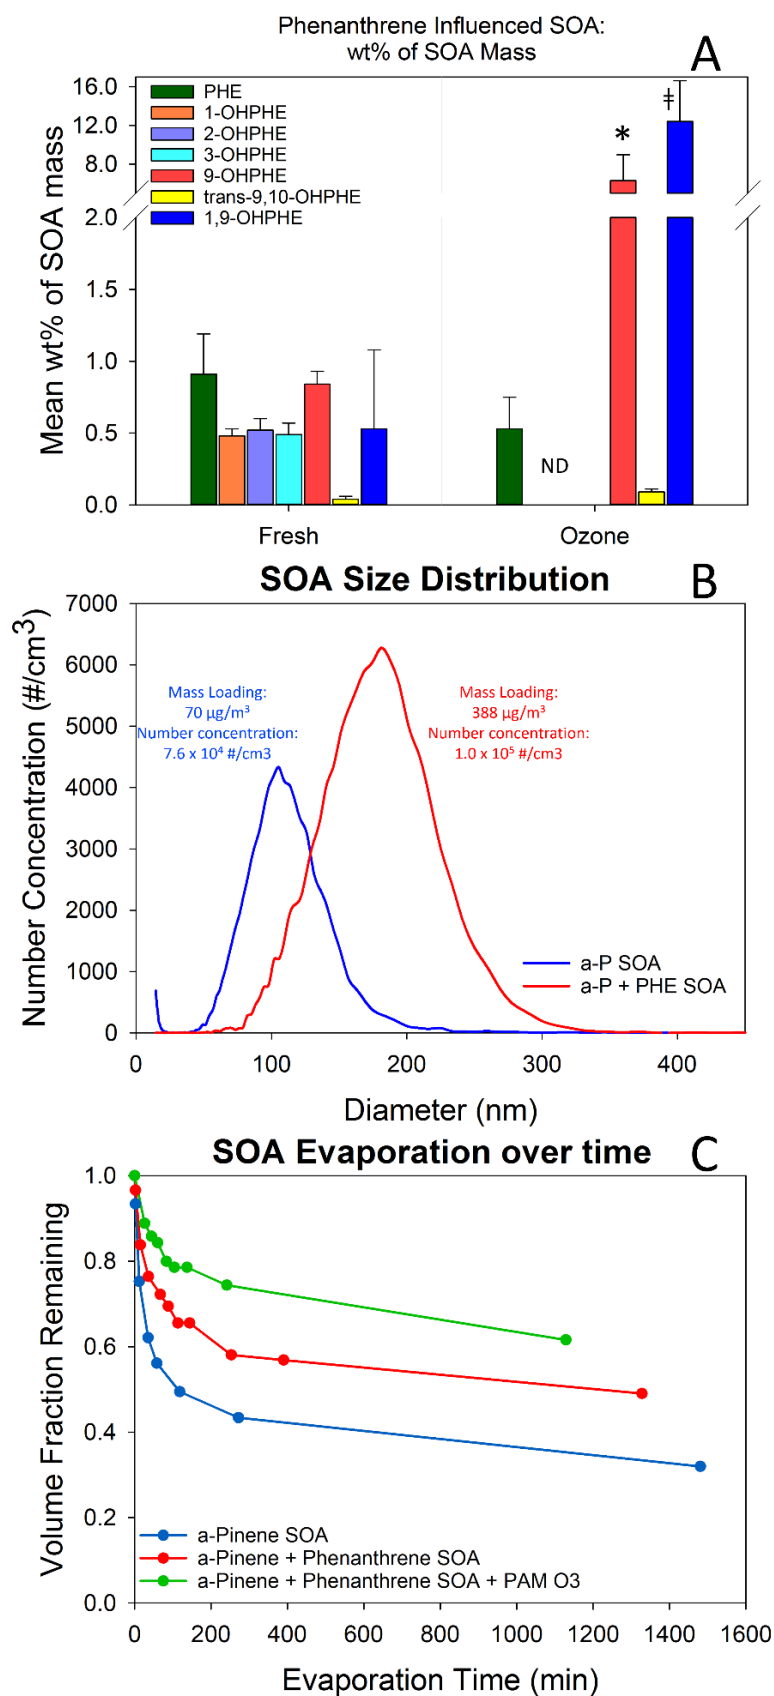 Phenanthrene Influenced SOA:
wt% of SOA Mass
A
Mean wt% of SOA mass
16.0
12.0
8.0
2.0
1.5
1.0
0.5
0.0
PHE
1-OHPHE
2-OHPHE
3-OHPHE
9-OHPHE
trans-9,10-OHPHE
1,9-OHPHE
*
ǂ
ND
Fresh
Ozone
SOA Size Distribution
B
Number Concentration (#/cm3)
7000
6000
5000
4000
3000
2000
1000
0
Mass Loading:
70 µg/m³
Number concentration:
7.6 x 10⁴ #/cm3
Mass Loading:
388 µg/m³
Number concentration:
1.0 x 10⁵ #/cm3
a-P SOA
a-P + PHE SOA
0
100
200
300
400
Diameter (nm)
SOA Evaporation over time
C
Volume Fraction Remaining
1.0
0.8
0.6
0.4
0.2
0.0
a-Pinene SOA
a-Pinene + Phenanthrene SOA
a-Pinene + Phenanthrene SOA + PAM O3
0
200
400
600
800
1000
1200
1400
1600
Evaporation Time (min)